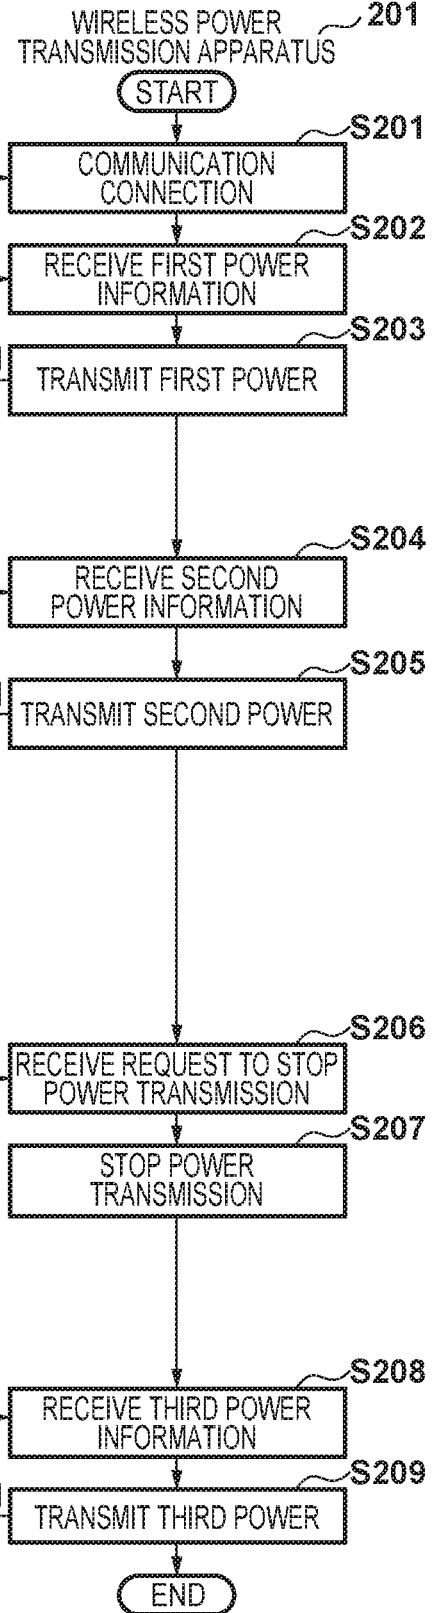 WIRELESS POWER
TRANSMISSION APPARATUS
201
START
S201
COMMUNICATION
CONNECTION
S202
RECEIVE FIRST POWER
INFORMATION
S203
TRANSMIT FIRST POWER
S204
RECEIVE SECOND
POWER INFORMATION
S205
TRANSMIT SECOND POWER
S206
RECEIVE REQUEST TO STOP
POWER TRANSMISSION
S207
STOP POWER
TRANSMISSION
S208
RECEIVE THIRD POWER
INFORMATION
S209
TRANSMIT THIRD POWER
END